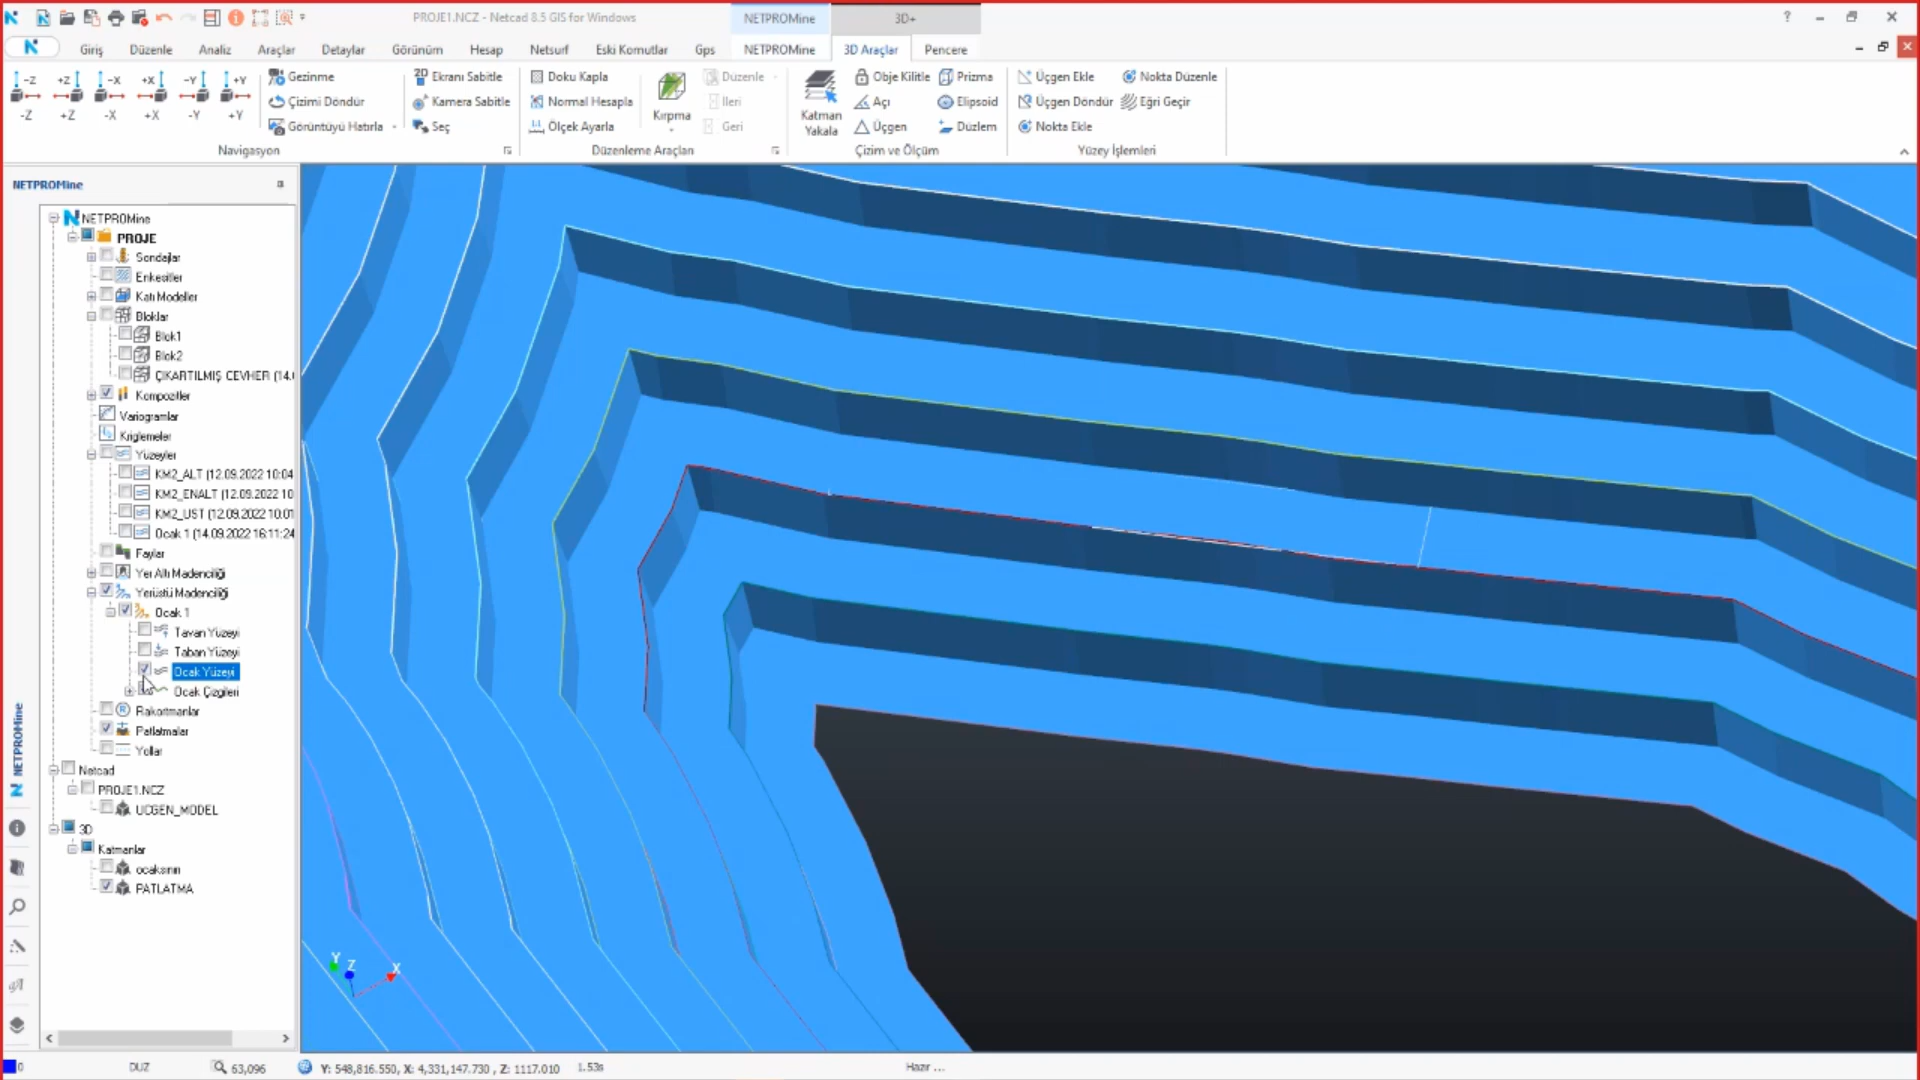 PROJE1.NCZ - Netcad 8.5 GIS for Windows
NETPROMine
3D+
Giriş
Düzenle
Analiz
Araçlar
Detaylar
Görünüm
Hesap
Netsurf
Eski Komutlar
Gps
NETPROMine
3D Araçlar
Pencere
-Z
+Z
-X
+X
-Y
+Y
-Z
+Z
-X
+X
-Y
+Y
Gezinme
Çizimi Döndür
Görüntüyü Hatırla
Navigasyon
2D Ekranı Sabitle
Kamera Sabitle
Seç
Doku Kapla
Normal Hesapla
Ölçek Ayarla
Kırpma
Düzenle
İleri
Geri
Düzenleme Araçları
Katman
Yakala
Obje Kilitle
Açı
Üçgen
Prizma
Elipsoid
Düzlem
Çizim ve Ölçüm
Üçgen Ekle
Üçgen Döndür
Nokta Ekle
Nokta Düzenle
Eğri Geçir
Yüzey İşlemleri
NETPROMine
NETPROMine
PROJE
Sondajlar
Enkesitler
Katı Modeller
Bloklar
Blok1
Blok2
ÇIKARTILMIŞ CEVHER (14.
Kompozitler
Variogramlar
Kriglemeler
Yüzeyler
KM2_ALT (12.09.2022 10:04
KM2_ENALT (12.09.2022 10
KM2_UST (12.09.2022 10.01
Ocak 1 (14.09.2022 16:11:24
Faylar
Yer Altı Madenciliği
Yerüstü Madenciliği
Ocak 1
Tavan Yüzeyi
Taban Yüzeyi
Ocak Yüzeyi
Ocak Çizgileri
Rakortmanlar
Patlatmalar
Yollar
Netcad
PROJE1.NCZ
UCGEN_MODEL
3D
Katmanlar
ocaksınırı
PATLATMA
NETPROMine
Y
Z
X
0
DUZ
63,096
Y: 548,816.550, X: 4,331,147.730 , Z: 1117.010
1.53s
Hazır ...